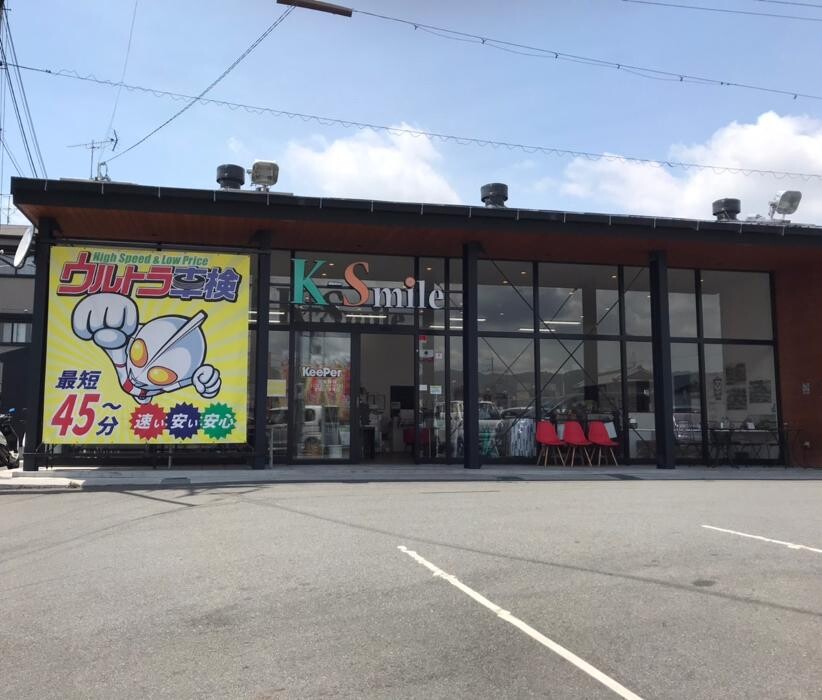 High Speed & Low Price
ウルトラ車検
最短
45分~
速い 安い 安心
K Smile
KeePer